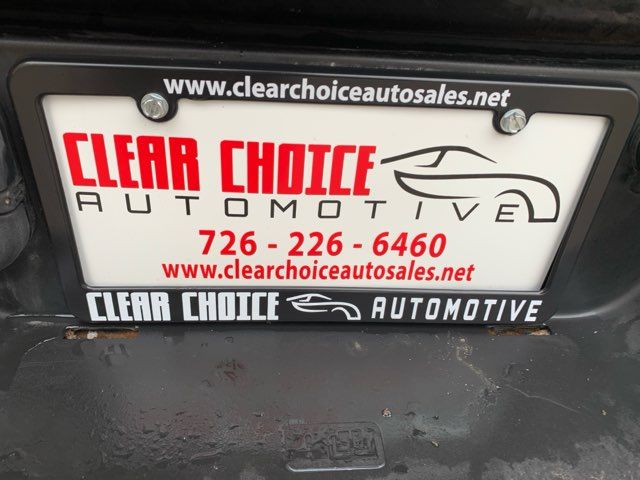 www.clearchoiceautosales.net
CLEAR CHOICE
AUTOMOTIVE
726 - 226 - 6460
www.clearchoiceautosales.net
CLEAR CHOICE AUTOMOTIVE